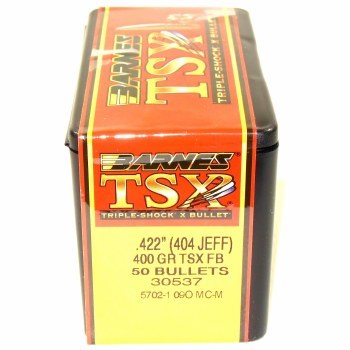 BARNES
TSX
TRIPLE-SHOCK X BULLET
BARNES
TSX
TRIPLE-SHOCK X BULLET
.422" (404 JEFF)
400 GR TSX FB
50 BULLETS
30537
5702-1 09O MC-M